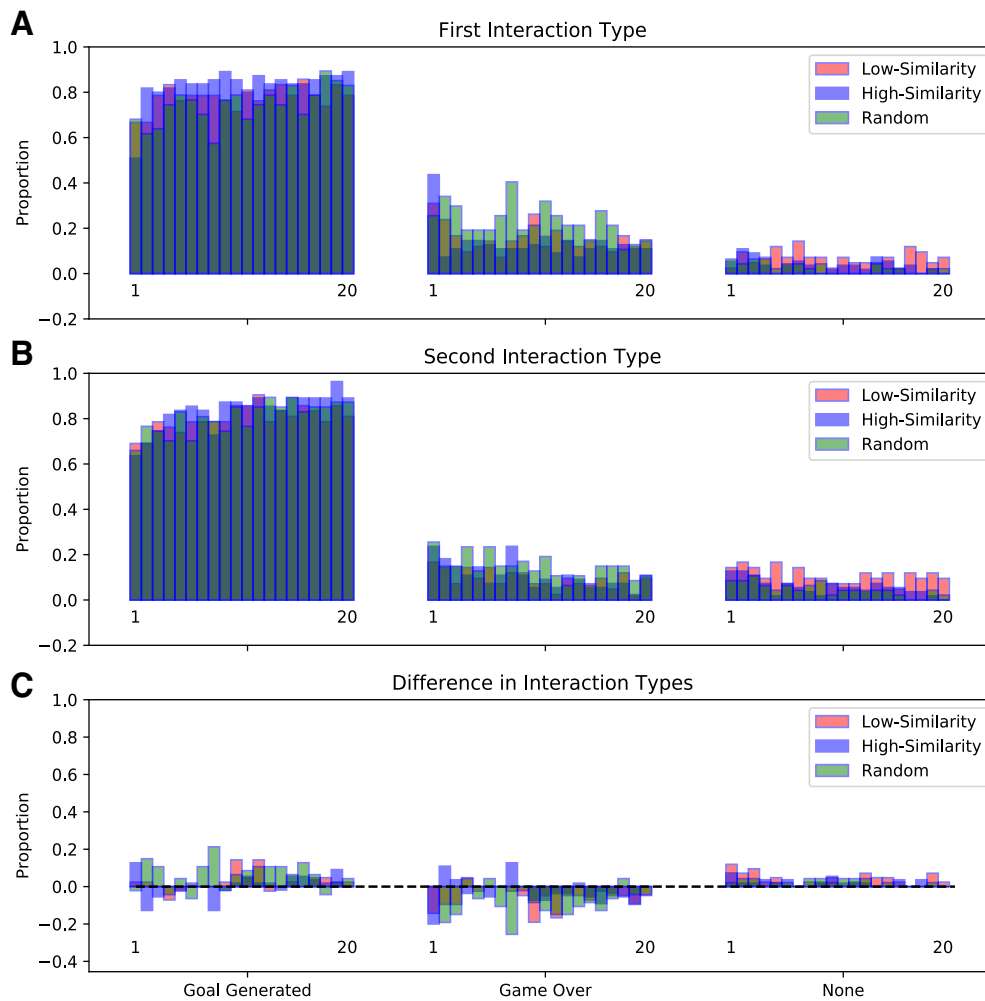 A
First Interaction Type
1.0
0.8
0.6
0.4
0.2
0.0
−0.2
Proportion
Low-Similarity
High-Similarity
Random
1 20 1 20 1 20
B
Second Interaction Type
1.0
0.8
0.6
0.4
0.2
0.0
−0.2
Proportion
Low-Similarity
High-Similarity
Random
1 20 1 20 1 20
C
Difference in Interaction Types
1.0
0.8
0.6
0.4
0.2
0.0
−0.2
−0.4
Proportion
Low-Similarity
High-Similarity
Random
1 20 1 20 1 20
Goal Generated Game Over None